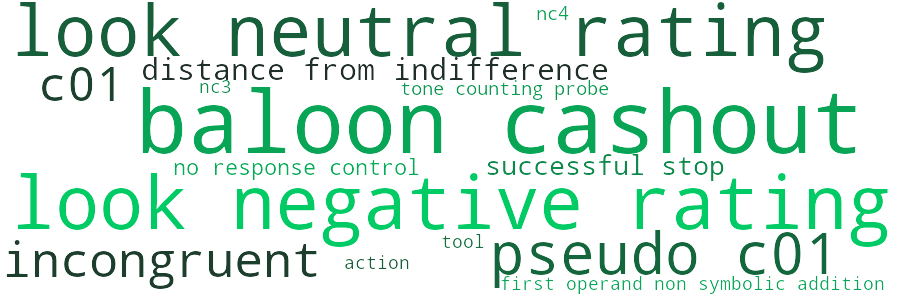 look neutral rating
nc4
c01
distance from indifference
nc3
tone counting probe
baloon cashout
no response control
successful stop
look negative rating
incongruent
action
tool
pseudo c01
first operand non symbolic addition